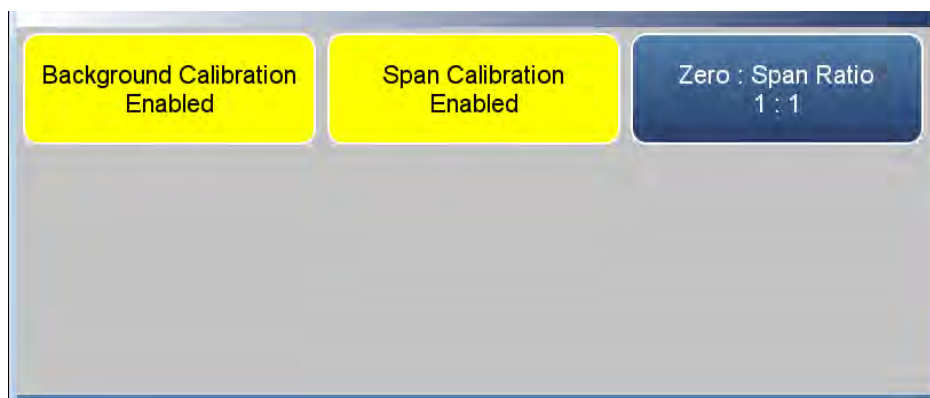 Background Calibration
Enabled
Span Calibration
Enabled
Zero : Span Ratio
1 : 1